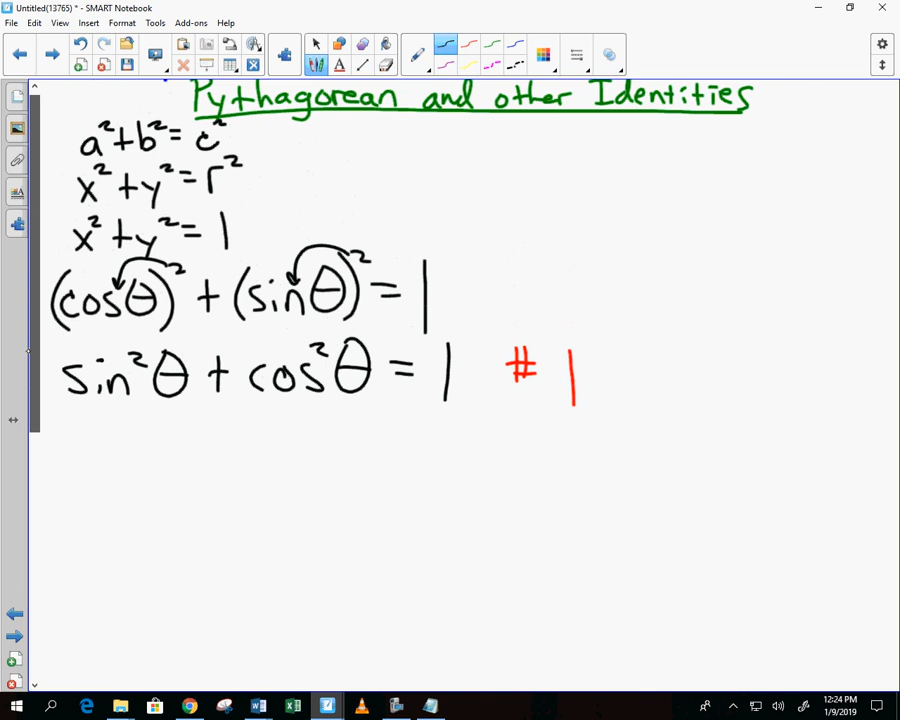 Untitled(13765) * - SMART Notebook
File Edit View Insert Format Tools Add-ons Help
Pythagorean and other Identities
a²+b²=c²
x²+y²=r²
x²+y²=1
(cosθ)²+(sinθ)²=1
sin²θ+cos²θ=1 # 1
12:24 PM
1/9/2019